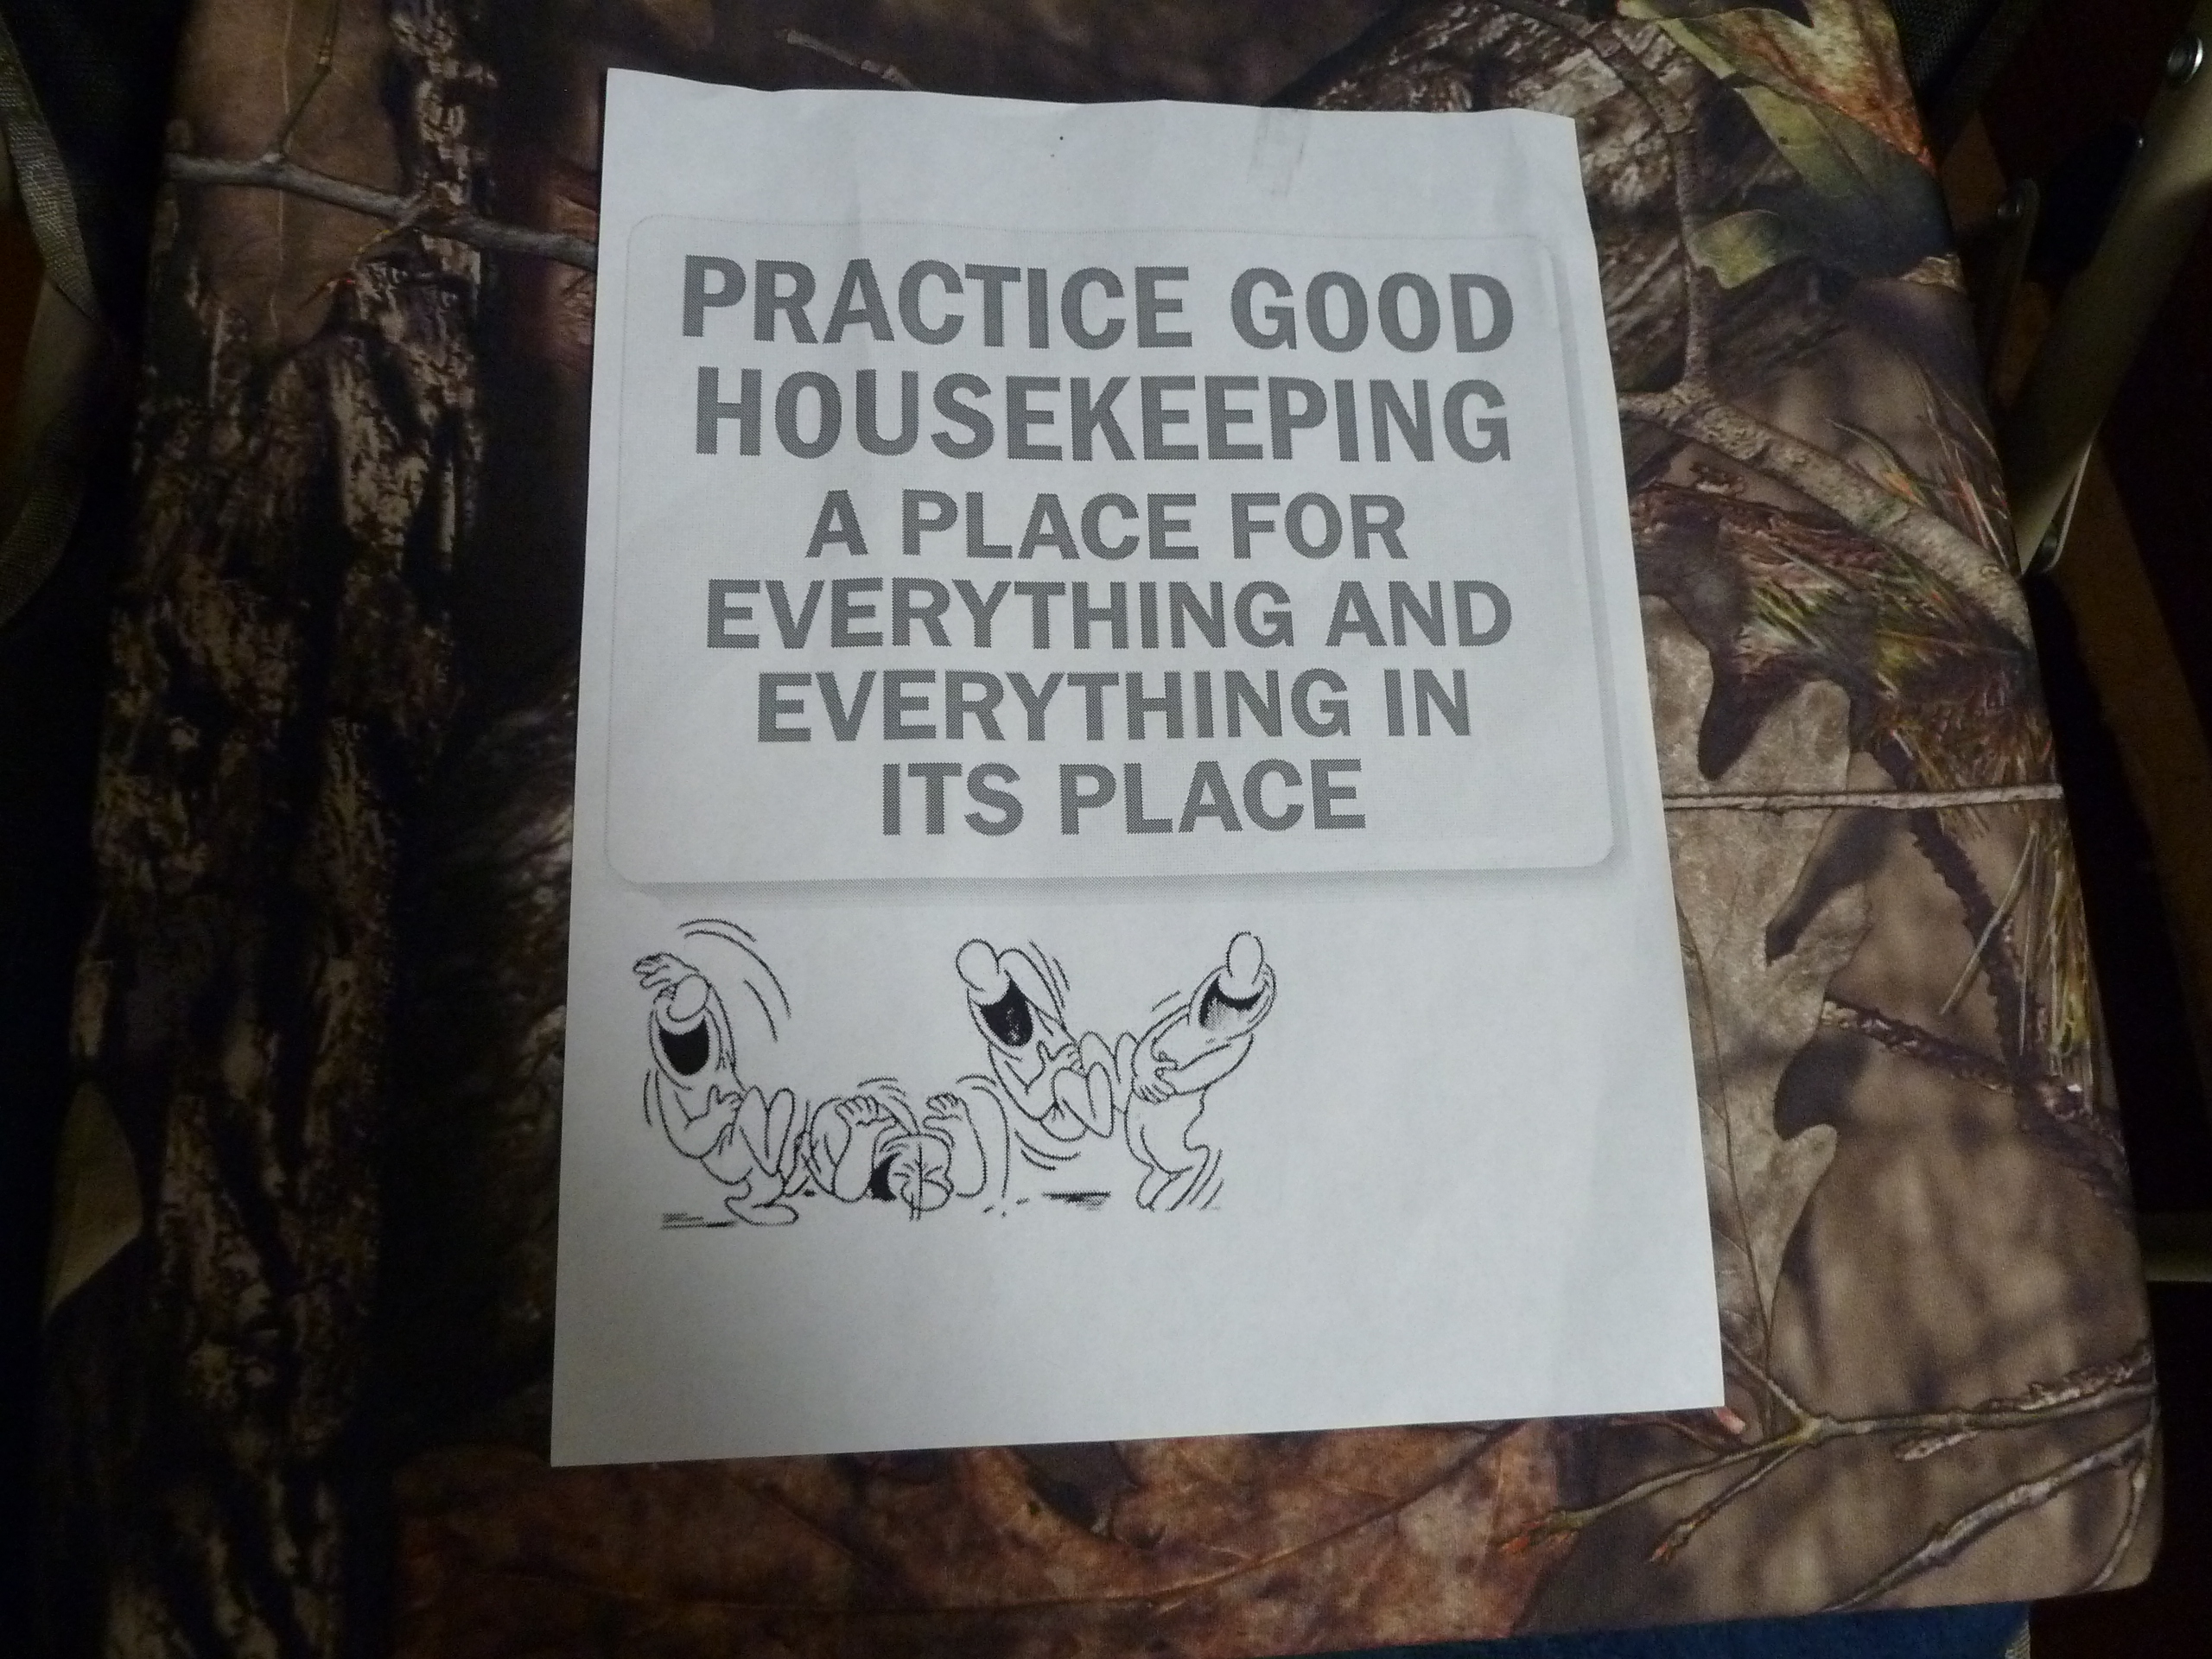 PRACTICE GOOD
HOUSEKEEPING
A PLACE FOR
EVERYTHING AND
EVERYTHING IN
ITS PLACE